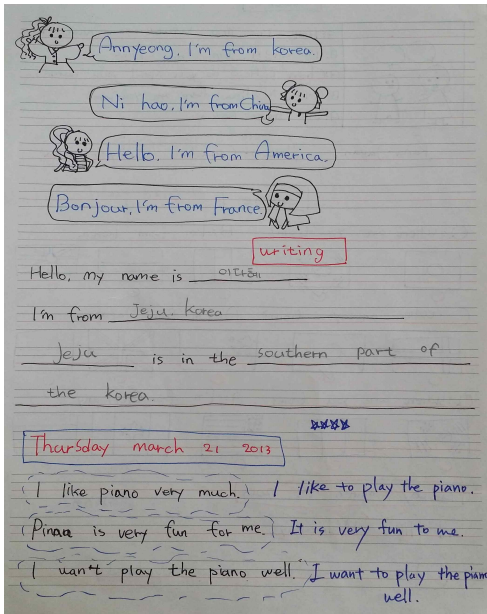 Annyeong, I'm from korea.
Ni hao, I'm from China
Hello, I'm from America.
Bonjour, I'm from France.
writing
Hello, my name is 이다혜
I'm from Jeju. korea
Jeju is in the southern part of
the korea.
Thursday march 21 2013
I like piano very much. I like to play the piano.
is very fun for me. It is very fun to me.
I want play the piano well. I want to play the piano
well.